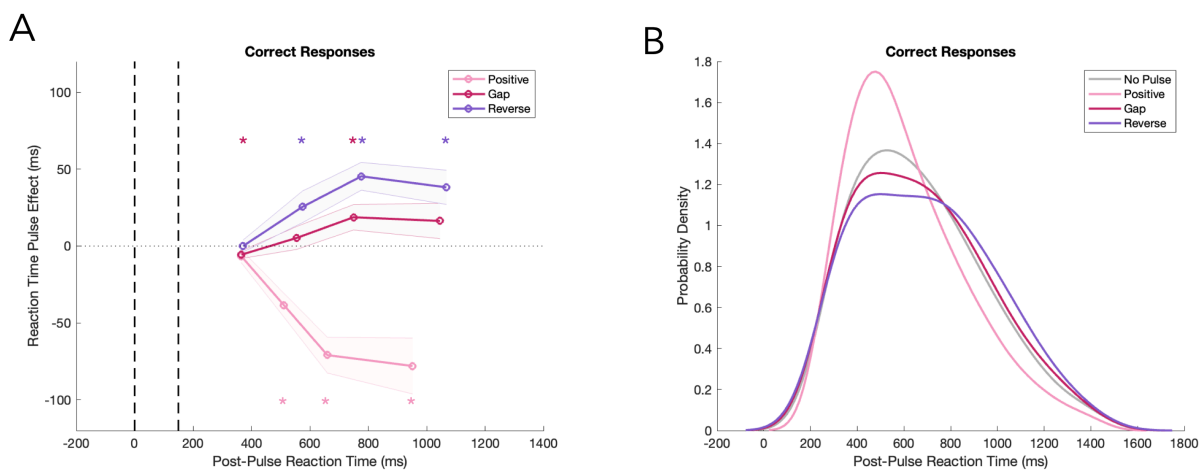 A
Correct Responses
Positive
Gap
Reverse
* * * * *
* * *
100
50
0
-50
-100
-200 0 200 400 600 800 1000 1200 1400
Reaction Time Pulse Effect (ms)
Post-Pulse Reaction Time (ms)
B
Correct Responses
No Pulse
Positive
Gap
Reverse
1.8
1.6
1.4
1.2
1
0.8
0.6
0.4
0.2
0
-200 0 200 400 600 800 1000 1200 1400 1600 1800
Probability Density
Post-Pulse Reaction Time (ms)